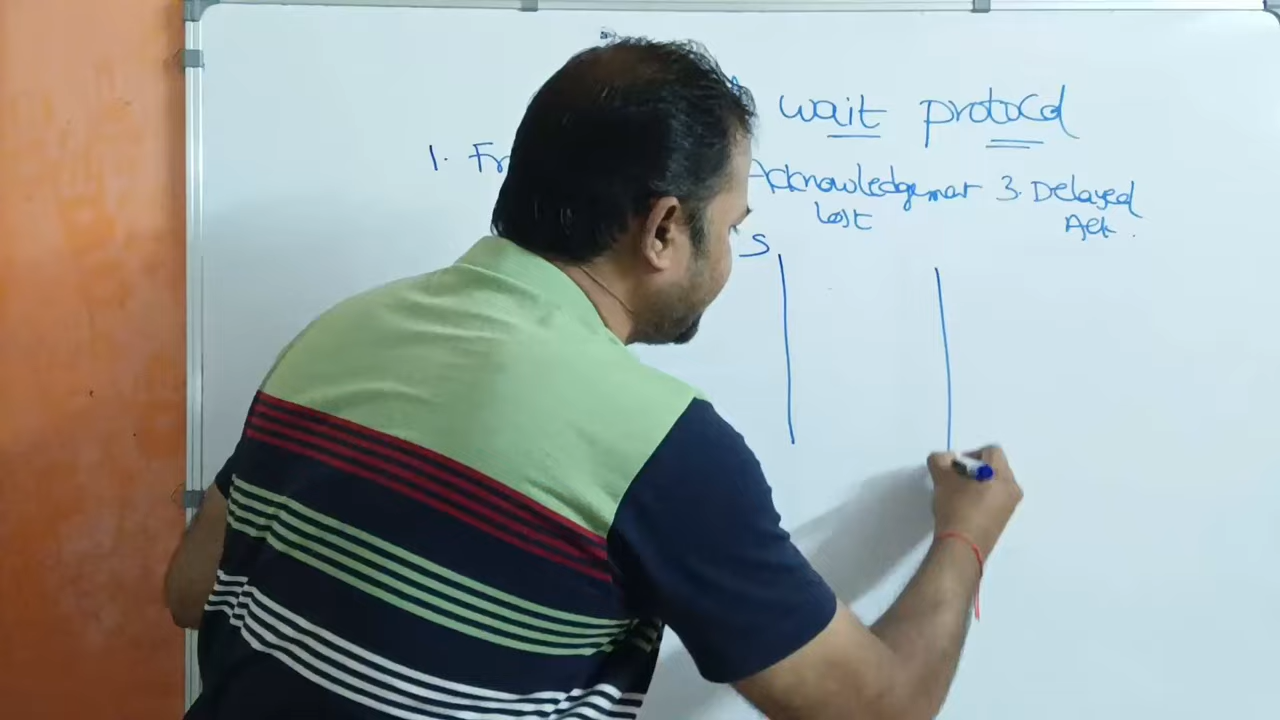 wait protocol
1. Fr Acknowledgement 3. Delayed
lost Ack.
S